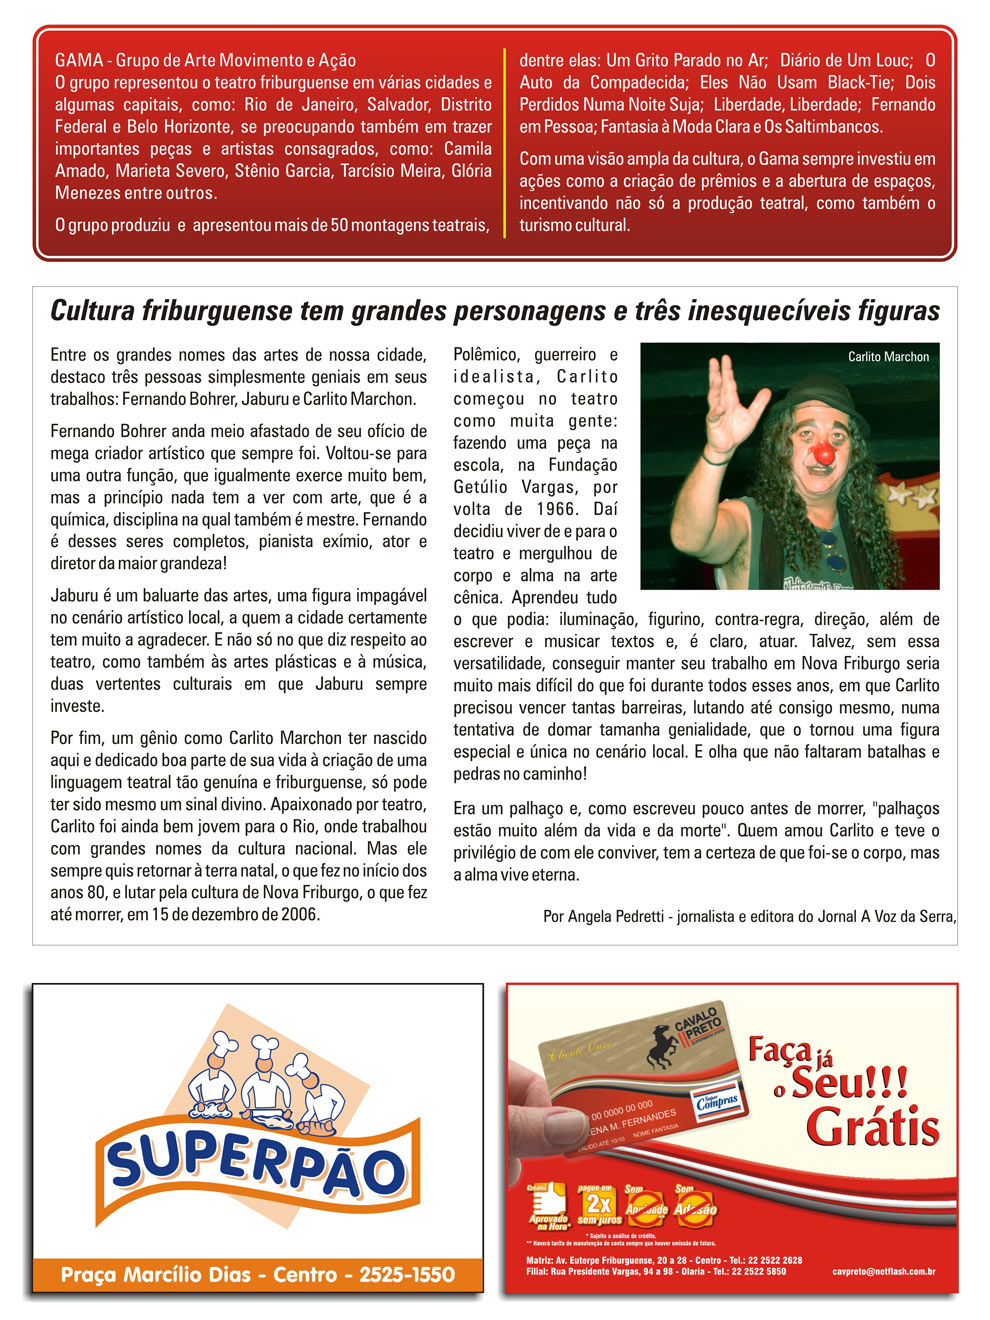 GAMA - Grupo de Arte Movimento e Ação
O grupo representou o teatro friburguense em várias cidades e
algumas capitais, como: Rio de Janeiro, Salvador, Distrito
Federal e Belo Horizonte, se preocupando também em trazer
importantes peças e artistas consagrados, como: Camila
Amado, Marieta Severo, Stênio Garcia, Tarcísio Meira, Glória
Menezes entre outros.
O grupo produziu e apresentou mais de 50 montagens teatrais,
dentre elas: Um Grito Parado no Ar; Diário de Um Louc; O
Auto da Compadecida; Eles Não Usam Black-Tie; Dois
Perdidos Numa Noite Suja; Liberdade, Liberdade; Fernando
em Pessoa; Fantasia à Moda Clara e Os Saltimbancos.
Com uma visão ampla da cultura, o Gama sempre investiu em
ações como a criação de prêmios e a abertura de espaços,
incentivando não só a produção teatral, como também o
turismo cultural.
Cultura friburguense tem grandes personagens e três inesquecíveis figuras
Entre os grandes nomes das artes de nossa cidade,
destaco três pessoas simplesmente geniais em seus
trabalhos: Fernando Bohrer, Jaburu e Carlito Marchon.
Fernando Bohrer anda meio afastado de seu ofício de
mega criador artístico que sempre foi. Voltou-se para
uma outra função, que igualmente exerce muito bem,
mas a princípio nada tem a ver com arte, que é a
química, disciplina na qual também é mestre. Fernando
é desses seres completos, pianista exímio, ator e
diretor da maior grandeza!
Jaburu é um baluarte das artes, uma figura impagável
no cenário artístico local, a quem a cidade certamente
tem muito a agradecer. E não só no que diz respeito ao
teatro, como também às artes plásticas e à música,
duas vertentes culturais em que Jaburu sempre
investe.
Por fim, um gênio como Carlito Marchon ter nascido
aqui e dedicado boa parte de sua vida à criação de uma
linguagem teatral tão genuína e friburguense, só pode
ter sido mesmo um sinal divino. Apaixonado por teatro,
Carlito foi ainda bem jovem para o Rio, onde trabalhou
com grandes nomes da cultura nacional. Mas ele
sempre quis retornar à terra natal, o que fez no início dos
anos 80, e lutar pela cultura de Nova Friburgo, o que fez
até morrer, em 15 de dezembro de 2006.
Polêmico, guerreiro e
idealista, Carlito
começou no teatro
como muita gente:
fazendo uma peça na
escola, na Fundação
Getúlio Vargas, por
volta de 1966. Daí
decidiu viver de e para o
teatro e mergulhou de
corpo e alma na arte
cênica. Aprendeu tudo
o que podia: iluminação, figurino, contra-regra, direção, além de
escrever e musicar textos e, é claro, atuar. Talvez, sem essa
versatilidade, conseguir manter seu trabalho em Nova Friburgo seria
muito mais difícil do que foi durante todos esses anos, em que Carlito
precisou vencer tantas barreiras, lutando até consigo mesmo, numa
tentativa de domar tamanha genialidade, que o tornou uma figura
especial e única no cenário local. E olha que não faltaram batalhas e
pedras no caminho!
Era um palhaço e, como escreveu pouco antes de morrer, "palhaços
estão muito além da vida e da morte". Quem amou Carlito e teve o
privilégio de com ele conviver, tem a certeza de que foi-se o corpo, mas
a alma vive eterna.
Por Angela Pedretti - jornalista e editora do Jornal A Voz da Serra,
Carlito Marchon
SUPERPÃO
Praça Marcílio Dias - Centro - 2525-1550
Cliente Ouro
CAVALO
PRETO
SUPERMERCADOS
Super
Compras
00 0000 00 000
ENA M. FERNANDES
VÁLIDO ATÉ 10/10 NOME FANTASIA
Faça já
o Seu!!!
Grátis
Crédito
Aprovado
na Hora*
pague em
2x
sem juros
Sem
Anuidade
**
Sem
Adesão
* Sujeito a análise de crédito.
** Haverá tarifa de manutenção de conta sempre que houver emissão de fatura.
Matriz: Av. Euterpe Friburguense, 20 a 28 - Centro - Tel.: 22 2522 2628
Filial: Rua Presidente Vargas, 94 a 98 - Olaria - Tel.: 22 2522 5850
cavpreto@netflash.com.br